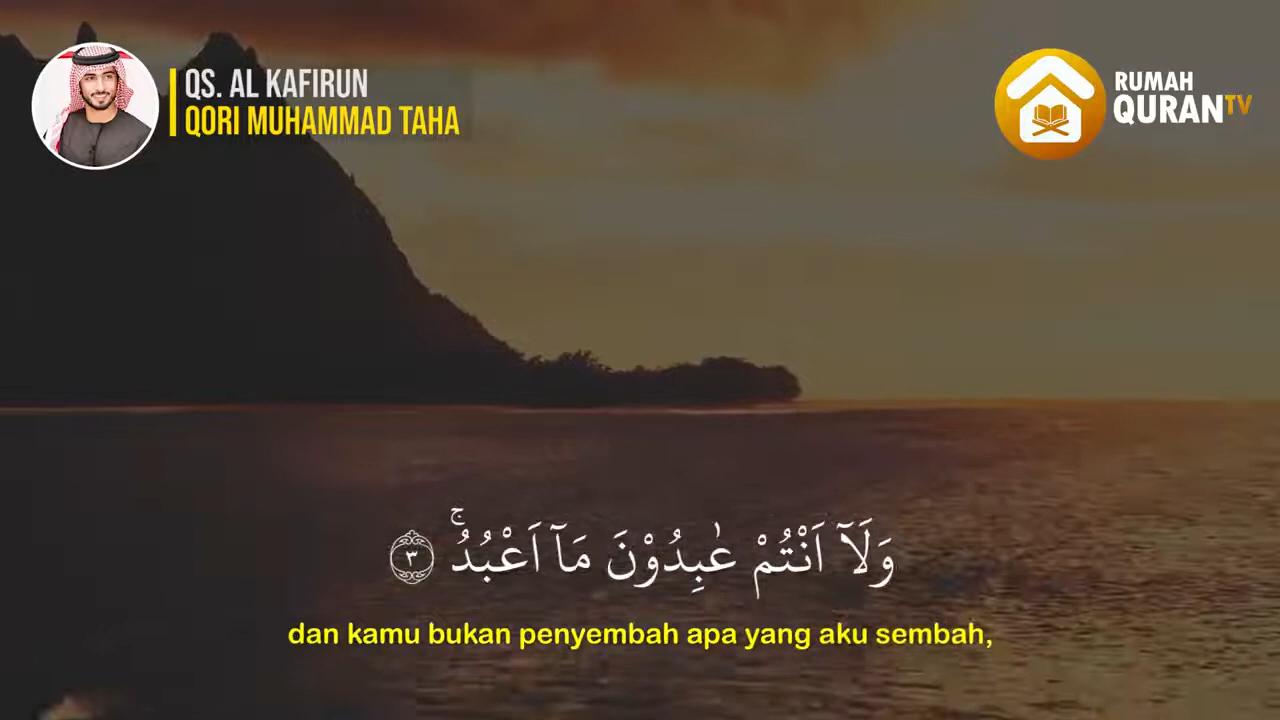 QS. AL KAFIRUN
QORI MUHAMMAD TAHA
RUMAH
QURANTV
وَلَآ اَنْتُمْ عٰبِدُوْنَ مَآ اَعْبُدُۚ ٣
dan kamu bukan penyembah apa yang aku sembah,